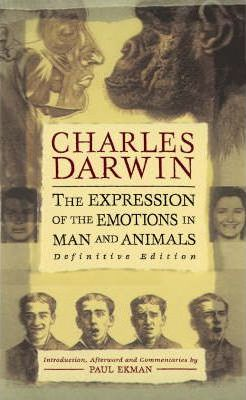 CHARLES
DARWIN
THE EXPRESSION
OF THE EMOTIONS IN
MAN AND ANIMALS
Definitive Edition
Introduction, Afterword and Commentaries by
PAUL EKMAN